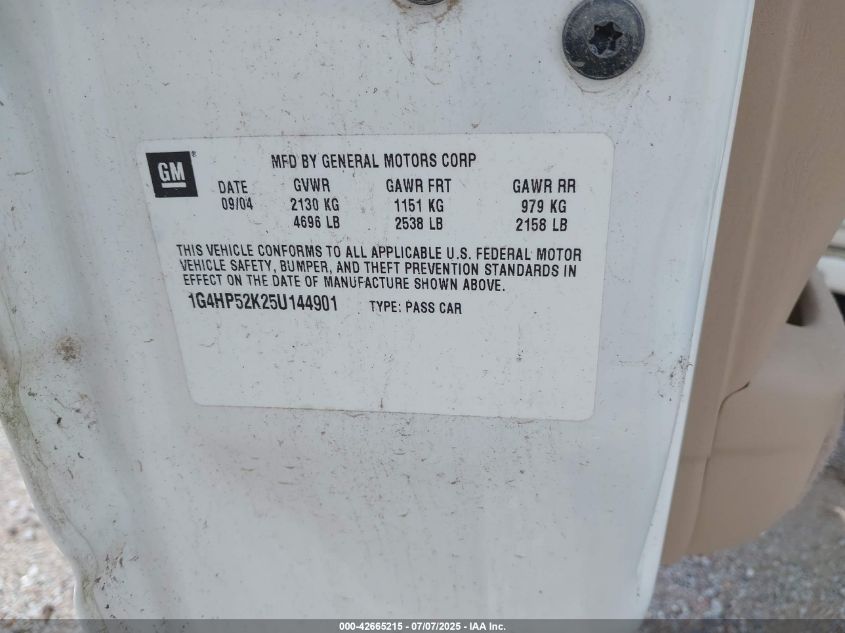 GM®
MFD BY GENERAL MOTORS CORP
DATE GVWR GAWR FRT GAWR RR
09/04 2130 KG 1151 KG 979 KG
4696 LB 2538 LB 2158 LB
THIS VEHICLE CONFORMS TO ALL APPLICABLE U.S. FEDERAL MOTOR
VEHICLE SAFETY, BUMPER, AND THEFT PREVENTION STANDARDS IN
EFFECT ON THE DATE OF MANUFACTURE SHOWN ABOVE.
1G4HP52K25U144901 TYPE: PASS CAR
000-42665215 - 07/07/2025 - IAA Inc.